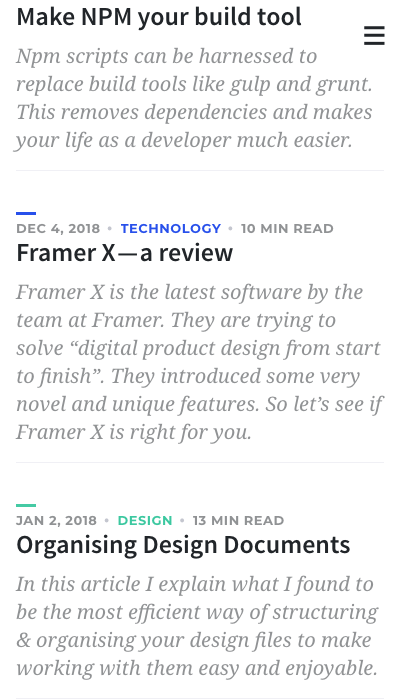 Make NPM your build tool
Npm scripts can be harnessed to
replace build tools like gulp and grunt.
This removes dependencies and makes
your life as a developer much easier.
DEC 4, 2018 • TECHNOLOGY • 10 MIN READ
Framer X—a review
Framer X is the latest software by the
team at Framer. They are trying to
solve “digital product design from start
to finish”. They introduced some very
novel and unique features. So let’s see if
Framer X is right for you.
JAN 2, 2018 • DESIGN • 13 MIN READ
Organising Design Documents
In this article I explain what I found to
be the most efficient way of structuring
& organising your design files to make
working with them easy and enjoyable.